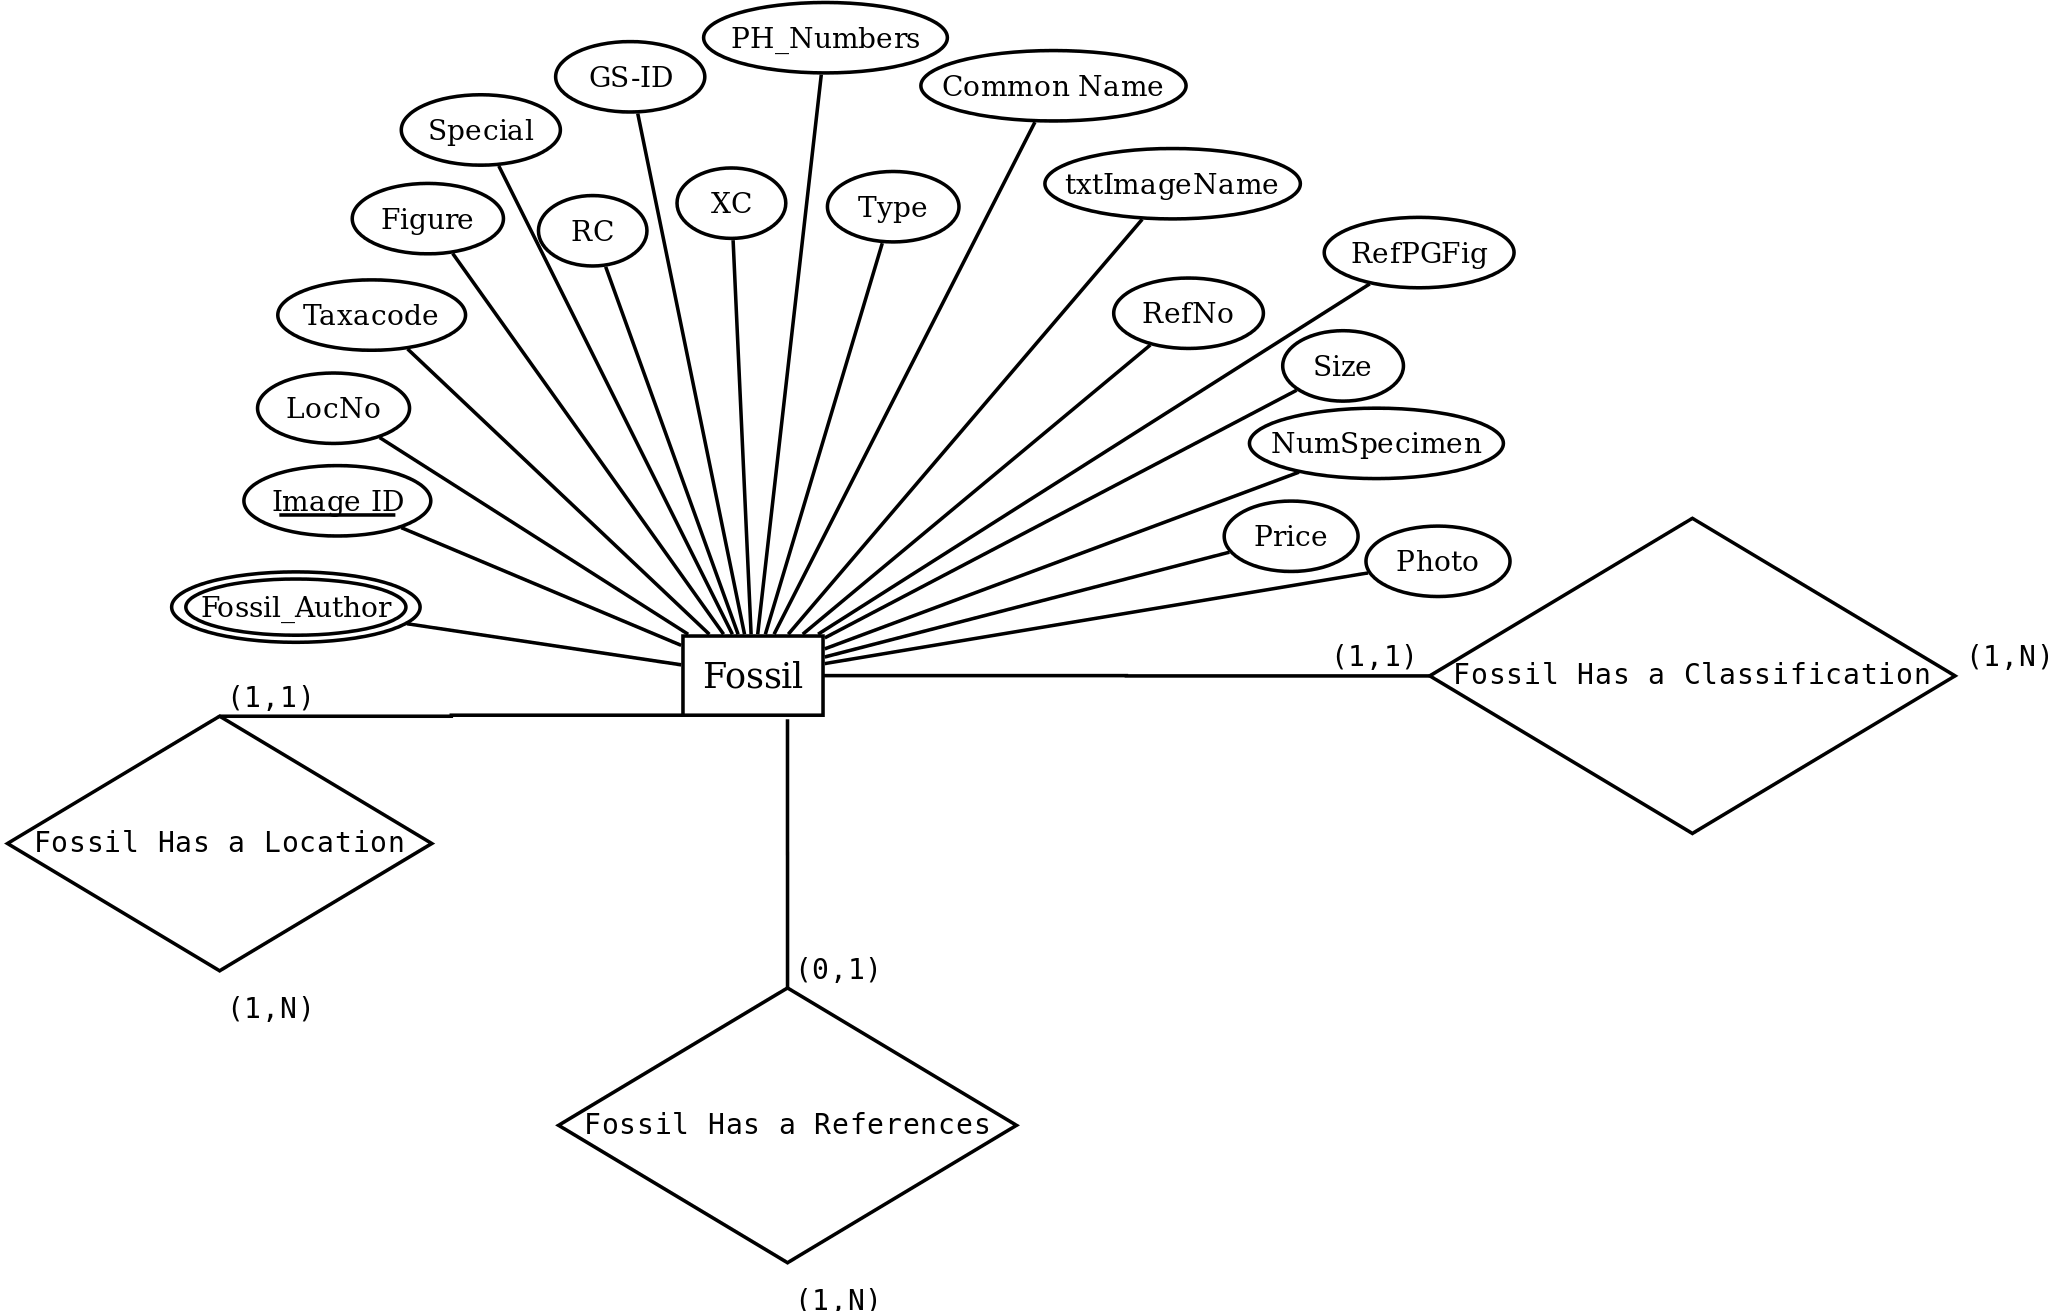 PH_Numbers
GS-ID
Common Name
Special
txtImageName
XC
Type
Figure
RC
RefPGFig
Taxacode
RefNo
Size
LocNo
NumSpecimen
Image ID
Price
Photo
Fossil_Author
Fossil
(1,1)
(1,N)
Fossil Has a Classification
(1,1)
Fossil Has a Location
(0,1)
(1,N)
Fossil Has a References
(1,N)